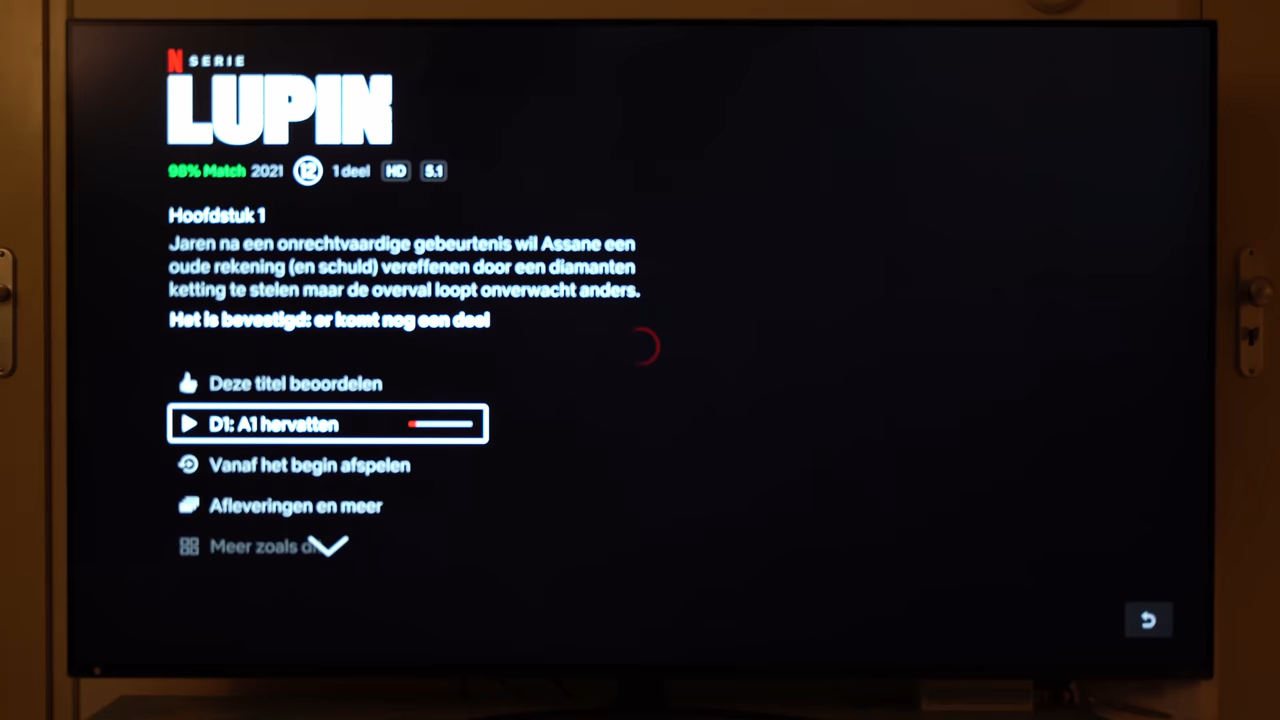 N SERIE
LUPIN
98% Match 2021 12 1 deel HD 5.1
Hoofdstuk 1
Jaren na een onrechtvaardige gebeurtenis wil Assane een
oude rekening (en schuld) vereffenen door een diamanten
ketting te stelen maar de overval loopt onverwacht anders.
Het is bevestigd: er komt nog een deel
Deze titel beoordelen
D1: A1 hervatten
Vanaf het begin afspelen
Afleveringen en meer
Meer zoals